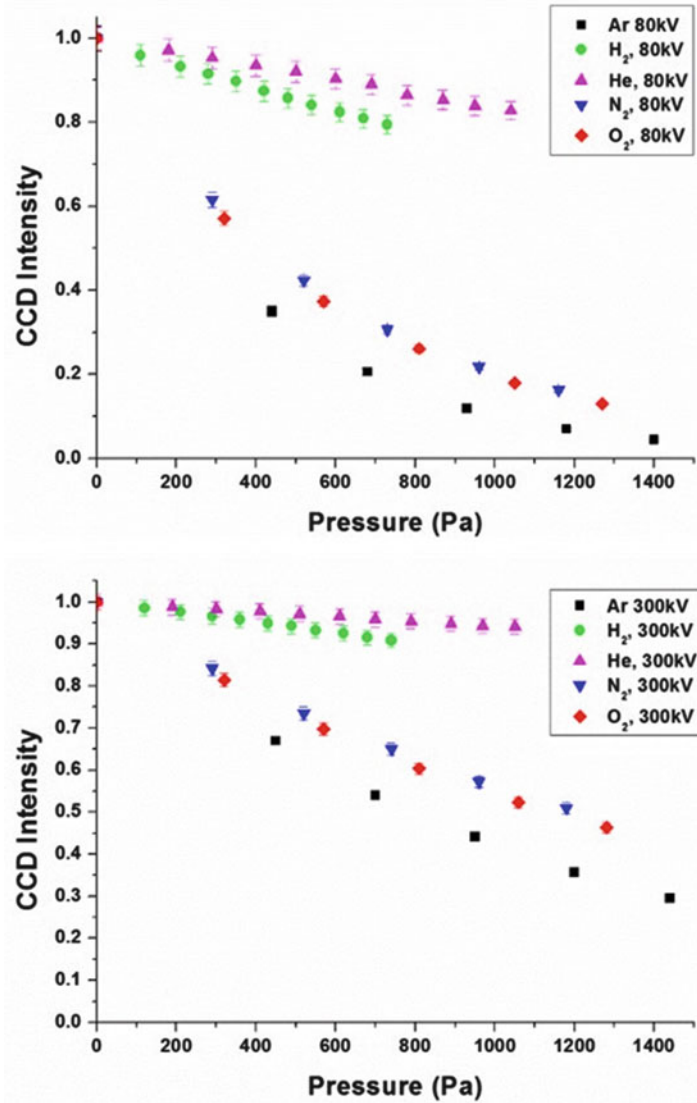 1.0
0.8
0.6
0.4
0.2
0.0
CCD Intensity
Ar 80kV
H2, 80kV
He, 80kV
N2, 80kV
O2, 80kV
0 200 400 600 800 1000 1200 1400
Pressure (Pa)
1.0
0.9
0.8
0.7
0.6
0.5
0.4
0.3
0.2
0.1
0.0
CCD Intensity
Ar 300kV
H2, 300kV
He, 300kV
N2, 300kV
O2, 300kV
0 200 400 600 800 1000 1200 1400
Pressure (Pa)